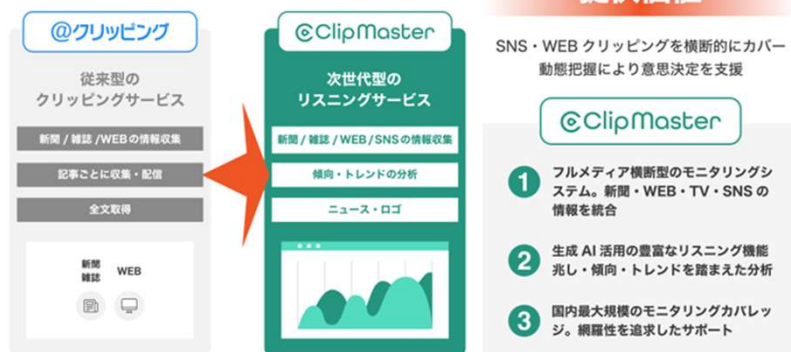 @クリッピング
従来型の
クリッピングサービス
新聞 / 雑誌 /WEBの情報収集
記事ごとに収集・配信
全文取得
新聞
雑誌
WEB
ClipMaster
次世代型の
リスニングサービス
新聞 / 雑誌 / WEB/SNSの情報収集
傾向・トレンドの分析
ニュース・ロゴ
提供価値
SNS・WEB クリッピングを横断的にカバー
動態把握により意思決定を支援
ClipMaster
1 フルメディア横断型のモニタリングシ
ステム。新聞・WEB・TV・SNS の
情報を統合
2 生成 AI 活用の豊富なリスニング機能
兆し・傾向・トレンドを踏まえた分析
3 国内最大規模のモニタリングカバレッ
ジ。網羅性を追求したサポート